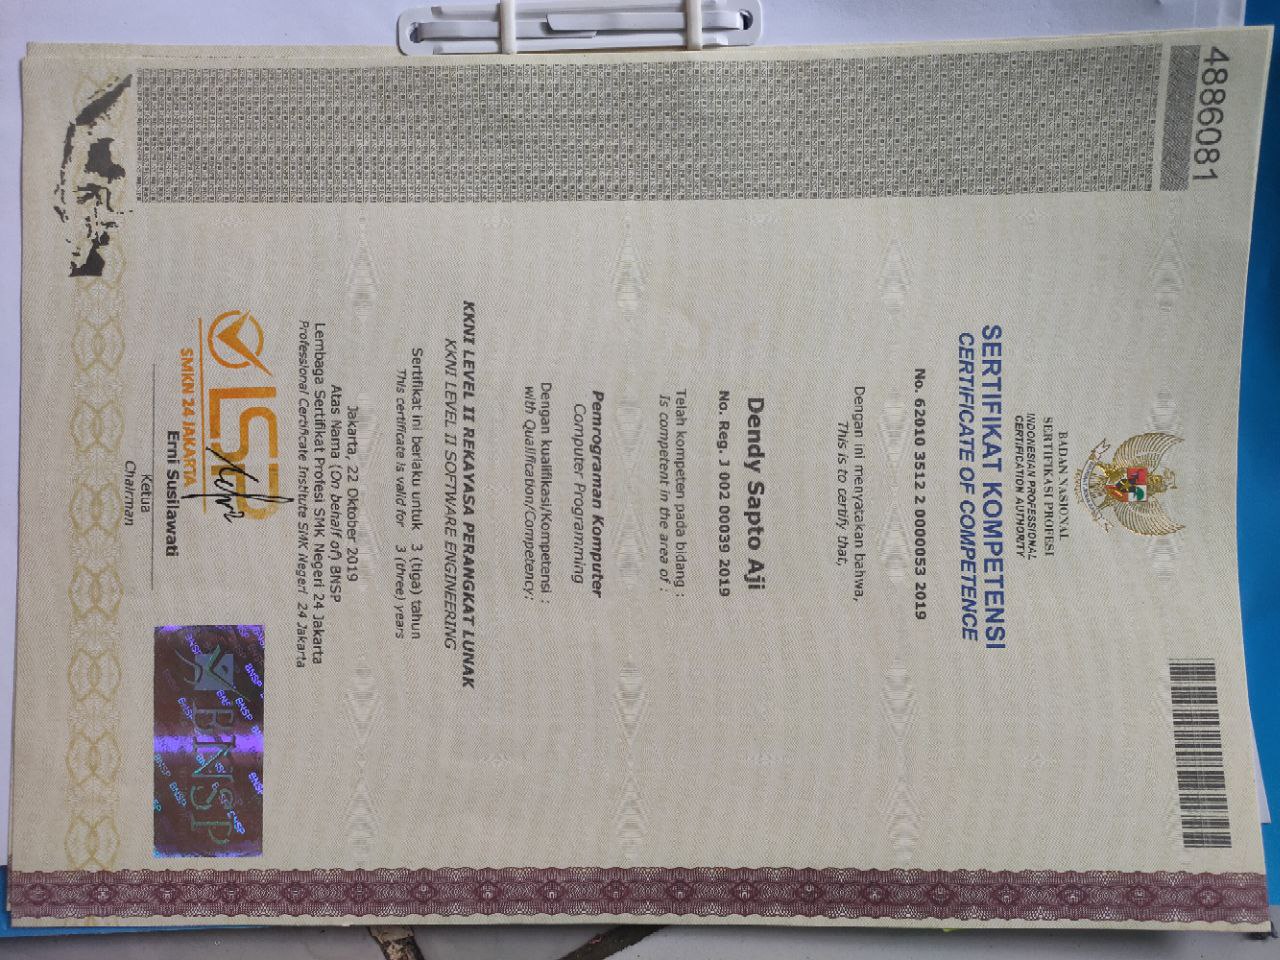 4886081
BADAN NASIONAL
SERTIFIKASI PROFESI
INDONESIAN PROFESSIONAL
CERTIFICATION AUTHORITY
SERTIFIKAT KOMPETENSI
CERTIFICATE OF COMPETENCE
No. 62010 3512 2 0000053 2019
Dengan ini menyatakan bahwa,
This is to certify that,
Dendy Sapto Aji
No. Reg. J 002 00039 2019
Telah kompeten pada bidang :
Is competent in the area of :
Pemrograman Komputer
Computer Programming
Dengan kualifikasi/Kompetensi :
with Qualification/Competency:
KKNI LEVEL II REKAYASA PERANGKAT LUNAK
KKNI LEVEL II SOFTWARE ENGINEERING
Sertifikat ini berlaku untuk 3 (tiga) tahun
This certificate is valid for 3 (three) years
Jakarta, 22 Oktober 2019
Atas Nama (On behalf of) BNSP
Lembaga Sertifikat Profesi SMK Negeri 24 Jakarta
Professional Certificate Institute SMK Negeri 24 Jakarta
LSP
SMKN 24 JAKARTA
BNSP
Erni Susilawati
Ketua
Chairman